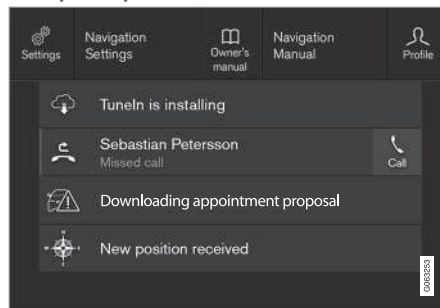 Settings
Navigation
Settings
Owner's
manual
Navigation
Manual
Profile
TuneIn is installing
Sebastian Petersson
Missed call
Call
Downloading appointment proposal
New position received
G063253